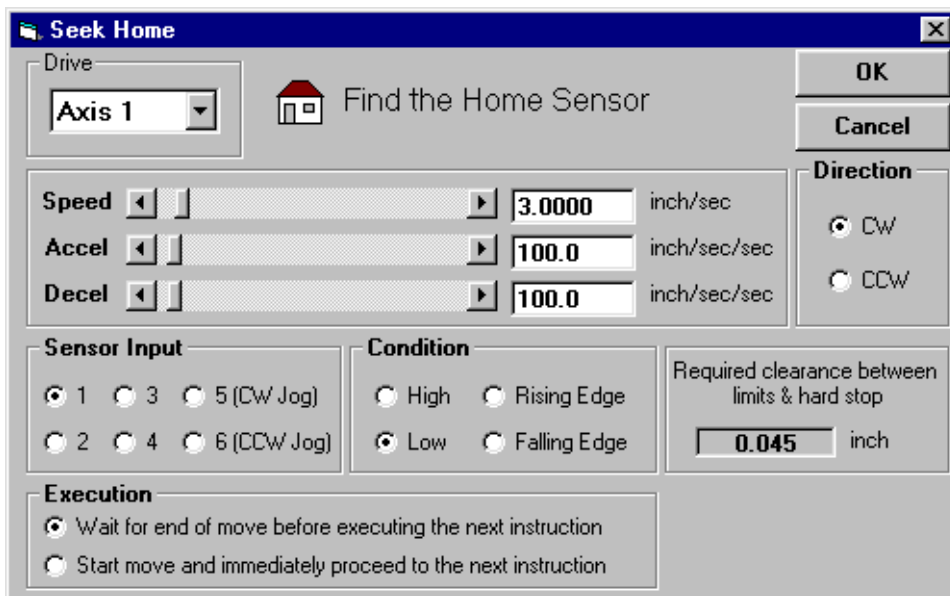 Seek Home
Drive
Axis 1
Find the Home Sensor
OK
Cancel
Speed 3.0000 inch/sec
Accel 100.0 inch/sec/sec
Decel 100.0 inch/sec/sec
Direction
CW
CCW
Sensor Input
1 3 5 (CW Jog)
2 4 6 (CCW Jog)
Condition
High Rising Edge
Low Falling Edge
Required clearance between
limits & hard stop
0.045 inch
Execution
Wait for end of move before executing the next instruction
Start move and immediately proceed to the next instruction